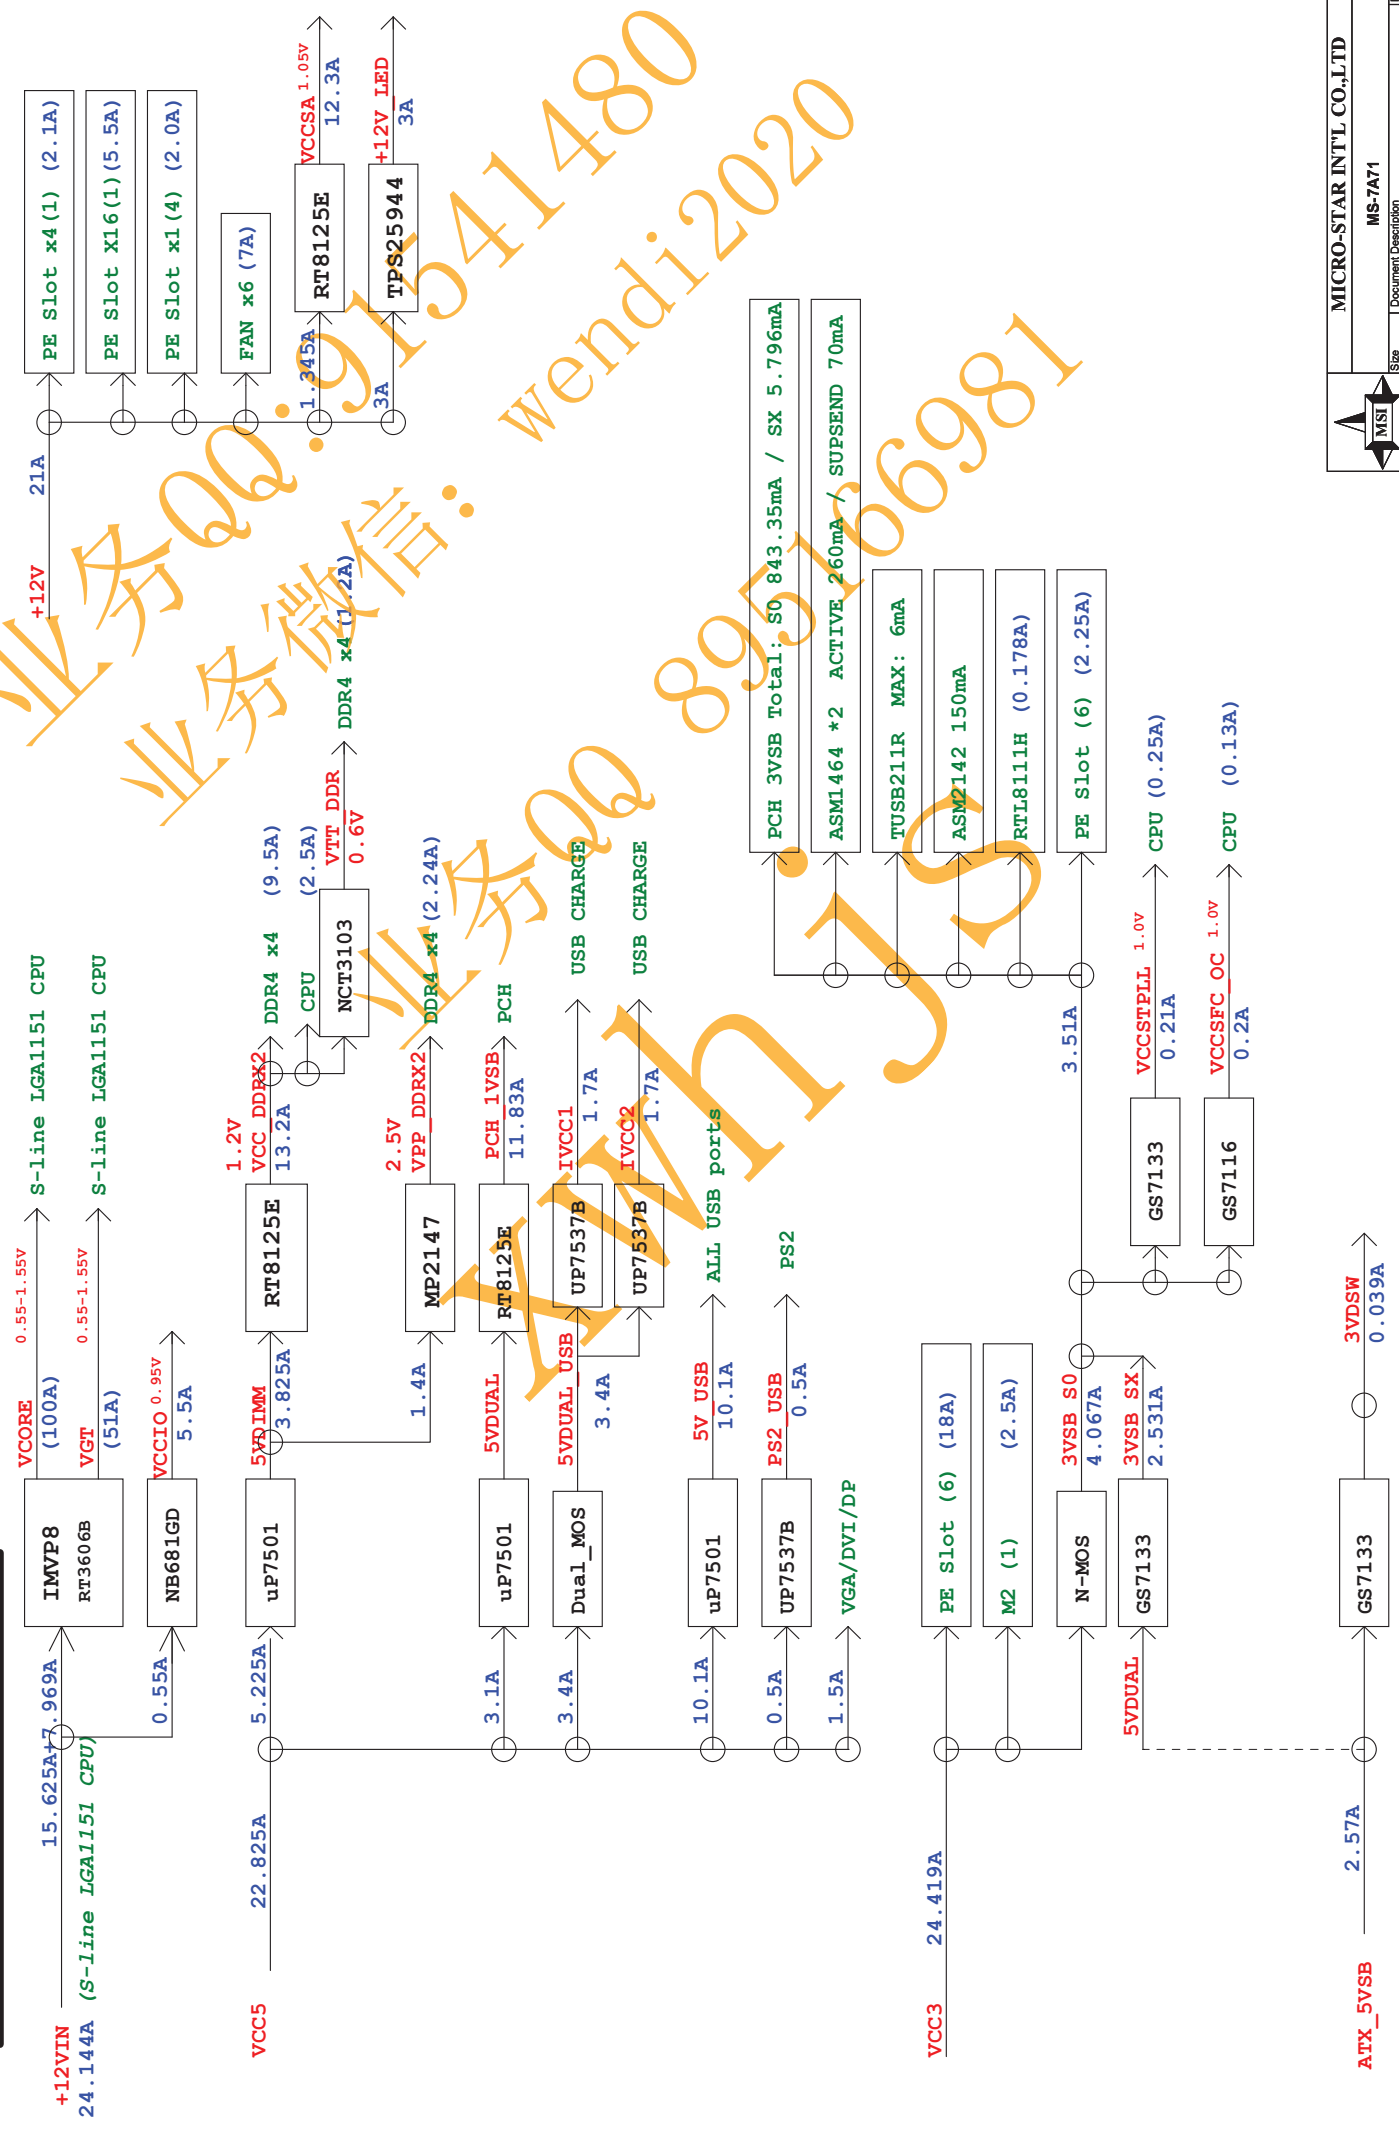 +12VIN
24.144A (S-line LGA1151 CPU)
15.625A+7.969A
0.55A
IMVP8
RT3606B
VCORE
(100A)
0.55-1.55V
S-line LGA1151 CPU
VGT
(51A)
0.55-1.55V
S-line LGA1151 CPU
NB681GD
VCCIO 0.95V
5.5A
VCC5
22.825A
5.225A
uP7501
5VDIMM
3.825A
RT8125E
1.2V
VCC_DDRX2
13.2A
DDR4 x4 (9.5A)
CPU (2.5A)
NCT3103
VTT_DDR
0.6V
DDR4 x4 (1.2A)
1.4A
MP2147
2.5V
VPP_DDRX2
DDR4 x4 (2.24A)
3.1A
uP7501
5VDUAL
RT8125E
PCH_1VSB
11.83A
PCH
3.4A
Dual_MOS
5VDUAL_USB
3.4A
UP7537B
IVCC1
1.7A
USB CHARGE
UP7537B
IVCC2
1.7A
USB CHARGE
10.1A
uP7501
5V_USB
10.1A
ALL USB ports
0.5A
UP7537B
PS2_USB
0.5A
PS2
1.5A
VGA/DVI/DP
VCC3
24.419A
PE Slot (6) (18A)
M2 (1) (2.5A)
N-MOS
3VSB_S0
4.067A
5VDUAL
GS7133
3VSB_SX
2.531A
3.51A
PCH 3VSB Total: S0 843.35mA / SX 5.796mA
ASM1464 *2 ACTIVE 260mA / SUPSEND 70mA
TUSB211R MAX: 6mA
ASM2142 150mA
RTL8111H (0.178A)
PE Slot (6) (2.25A)
GS7133
VCCSTPLL 1.0V
0.21A
CPU (0.25A)
GS7116
VCCSFC_OC 1.0V
0.2A
CPU (0.13A)
ATX_5VSB
2.57A
GS7133
3VDSW
0.039A
+12V
21A
PE Slot x4(1) (2.1A)
PE Slot X16(1)(5.5A)
PE Slot x1(4) (2.0A)
FAN x6 (7A)
1.345A
RT8125E
VCCSA 1.05V
12.3A
3A
TPS25944
+12V_LED
3A
业务QQ:91541480
业务微信: wendi2020
业务QQ 895166981
xwhjs
MSI
MICRO-STAR INT'L CO.,LTD
MS-7A71
Size
Document Description